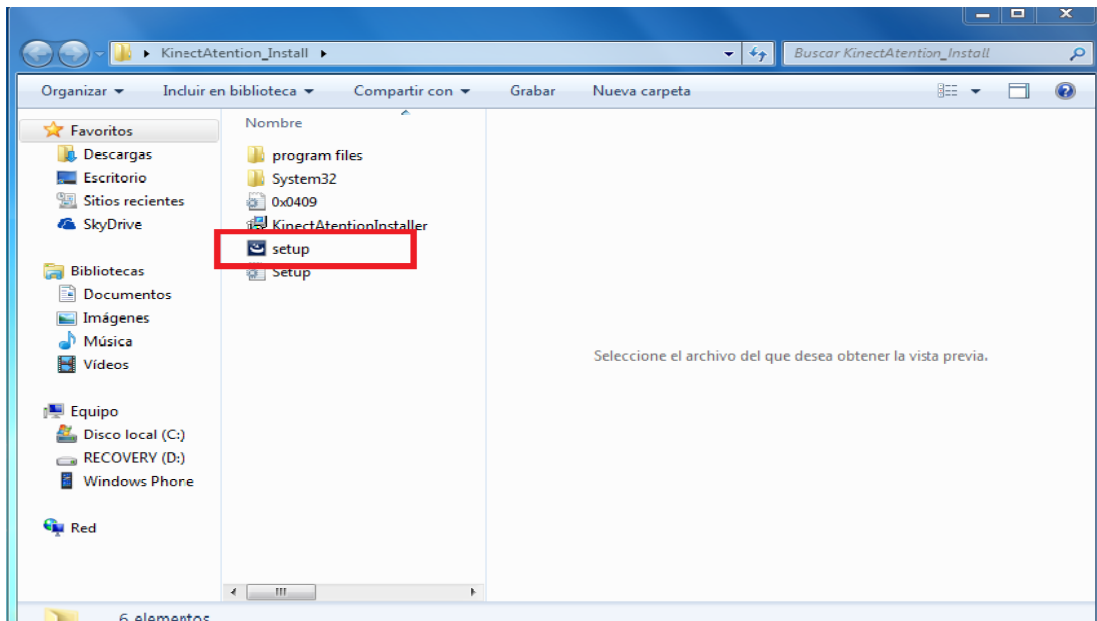 KinectAtention_Install
Buscar KinectAtention_Install
Organizar
Incluir en biblioteca
Compartir con
Grabar
Nueva carpeta
Favoritos
Descargas
Escritorio
Sitios recientes
SkyDrive
Bibliotecas
Documentos
Imágenes
Música
Vídeos
Equipo
Disco local (C:)
RECOVERY (D:)
Windows Phone
Red
Nombre
program files
System32
0x0409
KinectAtentionInstaller
setup
Setup
Seleccione el archivo del que desea obtener la vista previa.
6 elementos